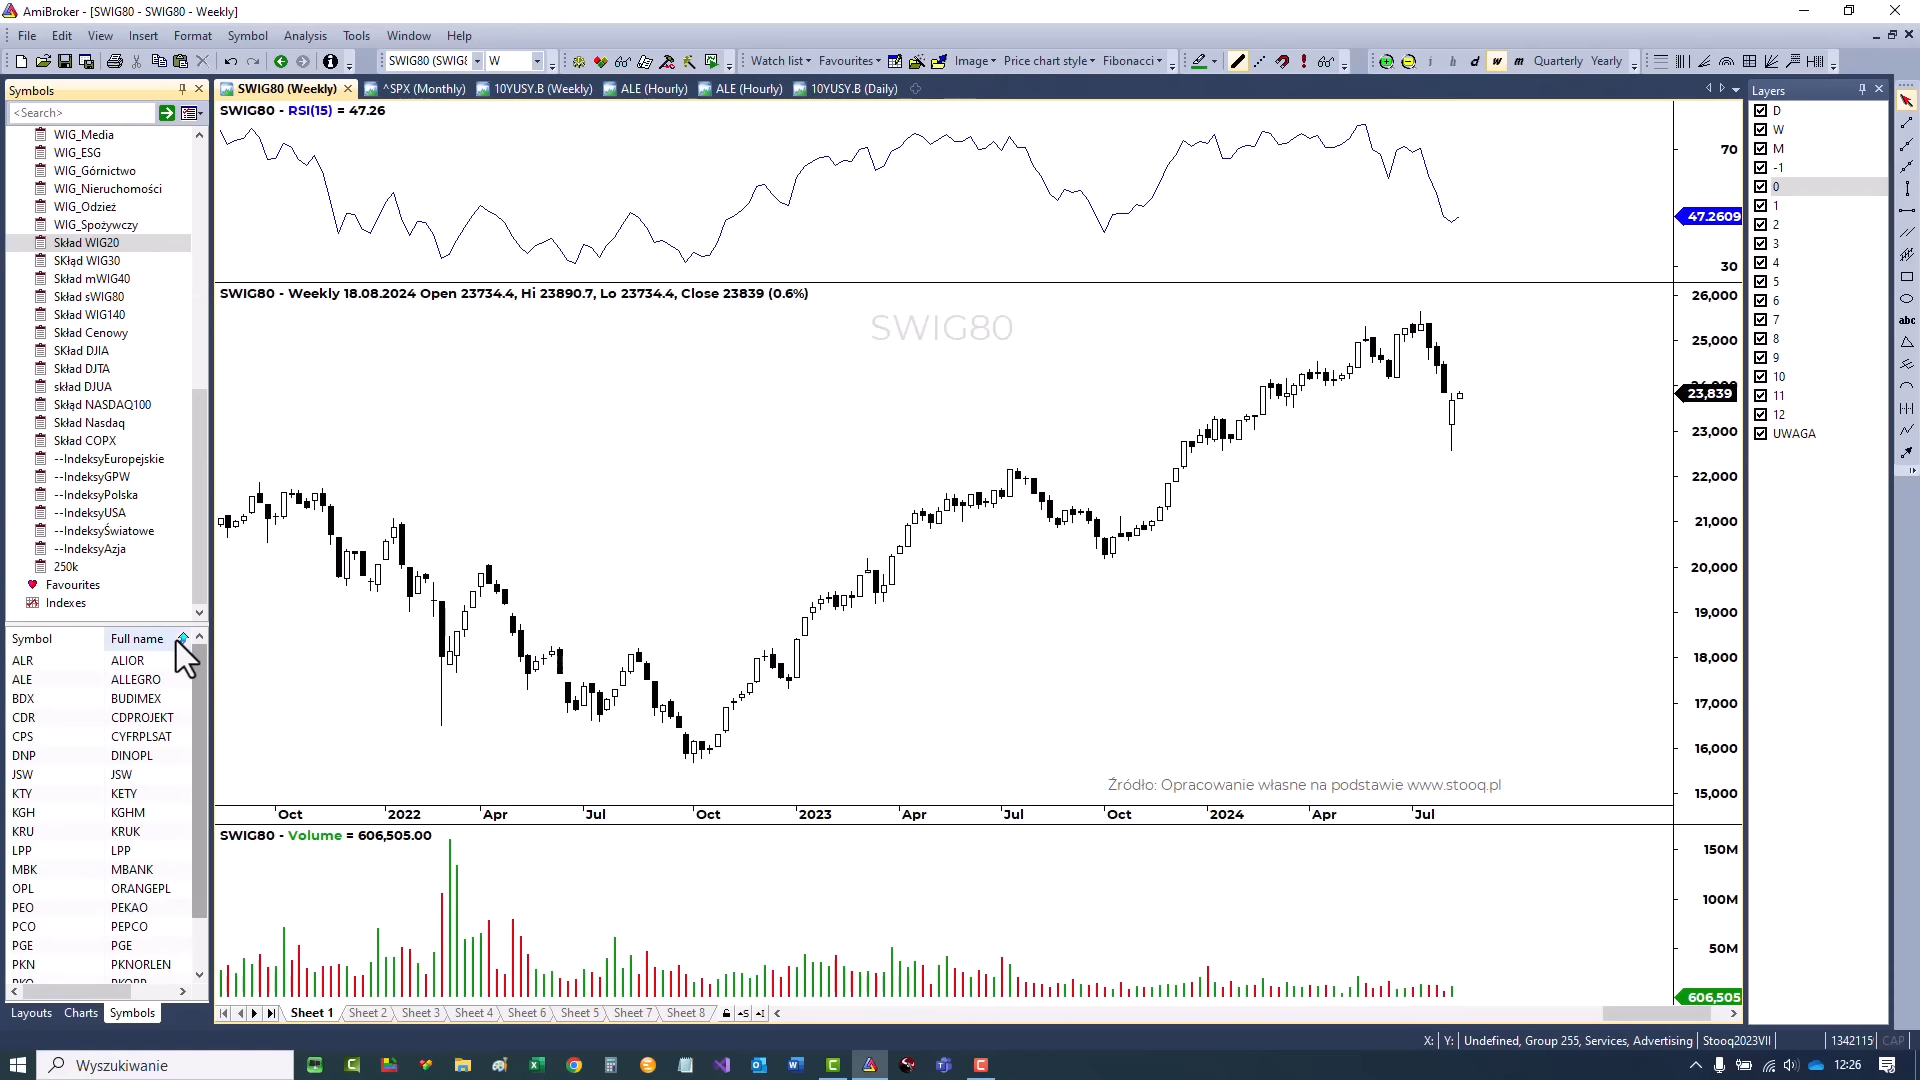 AmiBroker - [SWIG80 - SWIG80 - Weekly]
File Edit View Insert Format Symbol Analysis Tools Window Help
SWIG80 (SWIG8 W Watch list Favourites Image Price chart style Fibonacci i h d w m Quarterly Yearly
Symbols
<Search>
WIG_Media
WIG_ESG
WIG_Górnictwo
WIG_Nieruchomości
WIG_Odzież
WIG_Spożywczy
Skład WIG20
SKłąd WIG30
Skład mWIG40
Skład sWIG80
Skład WIG140
Skład Cenowy
SKład DJIA
Skład DJTA
skład DJUA
Skłąd NASDAQ100
Skład Nasdaq
Skład COPX
--IndeksyEuropejskie
--IndeksyGPW
--IndeksyPolska
--IndeksyUSA
--IndeksyŚwiatowe
--IndeksyAzja
250k
Favourites
Indexes
Symbol Full name
ALR ALIOR
ALE ALLEGRO
BDX BUDIMEX
CDR CDPROJEKT
CPS CYFRPLSAT
DNP DINOPL
JSW JSW
KTY KETY
KGH KGHM
KRU KRUK
LPP LPP
MBK MBANK
OPL ORANGEPL
PEO PEKAO
PCO PEPCO
PGE PGE
PKN PKNORLEN
Layouts Charts Symbols
SWIG80 (Weekly) ^SPX (Monthly) 10YUSY.B (Weekly) ALE (Hourly) ALE (Hourly) 10YUSY.B (Daily)
SWIG80 - RSI(15) = 47.26
70
47.2609
30
SWIG80 - Weekly 18.08.2024 Open 23734.4, Hi 23890.7, Lo 23734.4, Close 23839 (0.6%)
SWIG80
26,000
25,000
23,839
23,000
22,000
21,000
20,000
19,000
18,000
17,000
16,000
15,000
Źródło: Opracowanie własne na podstawie www.stooq.pl
Oct 2022 Apr Jul Oct 2023 Apr Jul Oct 2024 Apr Jul
SWIG80 - Volume = 606,505.00
150M
100M
50M
606,505
Sheet 1 Sheet 2 Sheet 3 Sheet 4 Sheet 6 Sheet 5 Sheet 7 Sheet 8
Layers
D
W
M
-1
0
1
2
3
4
5
6
7
8
9
10
11
12
UWAGA
abc
X: Y: Undefined, Group 255, Services, Advertising Stooq2023VII 1342115 CAP
Wyszukiwanie
12:26